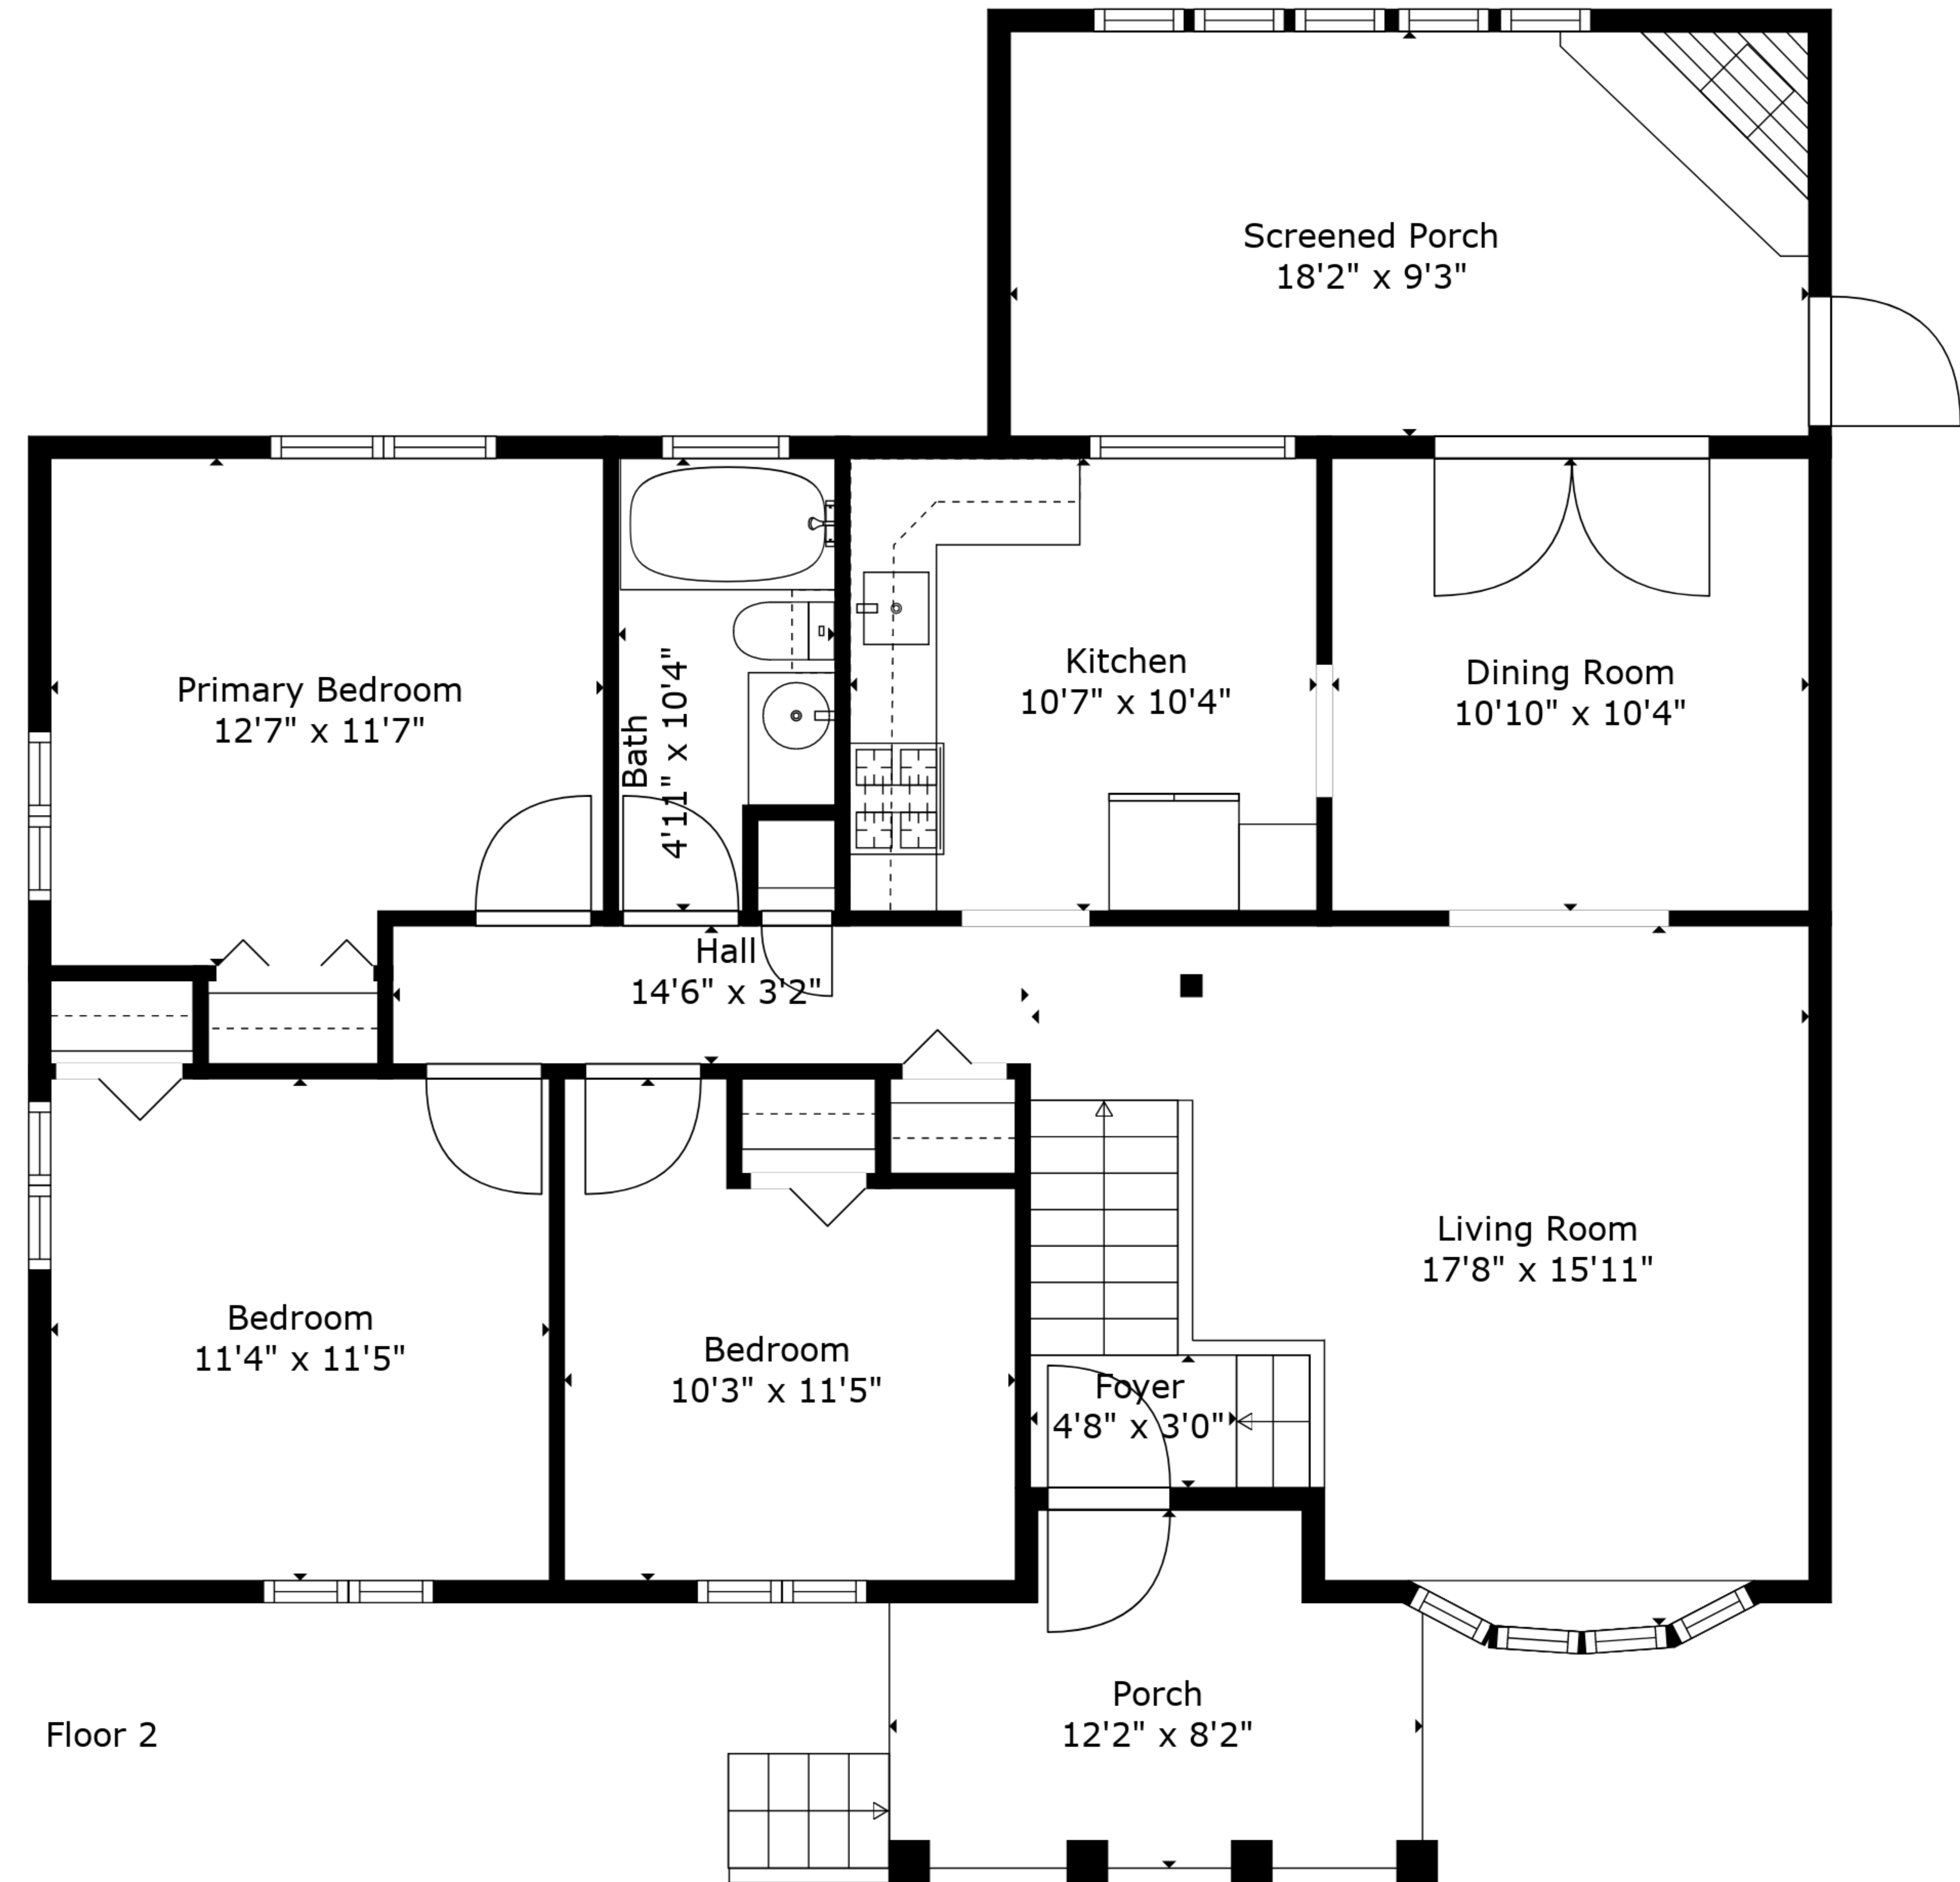 Screened Porch
18'2" x 9'3"
Primary Bedroom
12'7" x 11'7"
Bath
4'11" x 10'4"
Kitchen
10'7" x 10'4"
Dining Room
10'10" x 10'4"
Hall
14'6" x 3'2"
Living Room
17'8" x 15'11"
Bedroom
11'4" x 11'5"
Bedroom
10'3" x 11'5"
Foyer
4'8" x 3'0"
Porch
12'2" x 8'2"
Floor 2